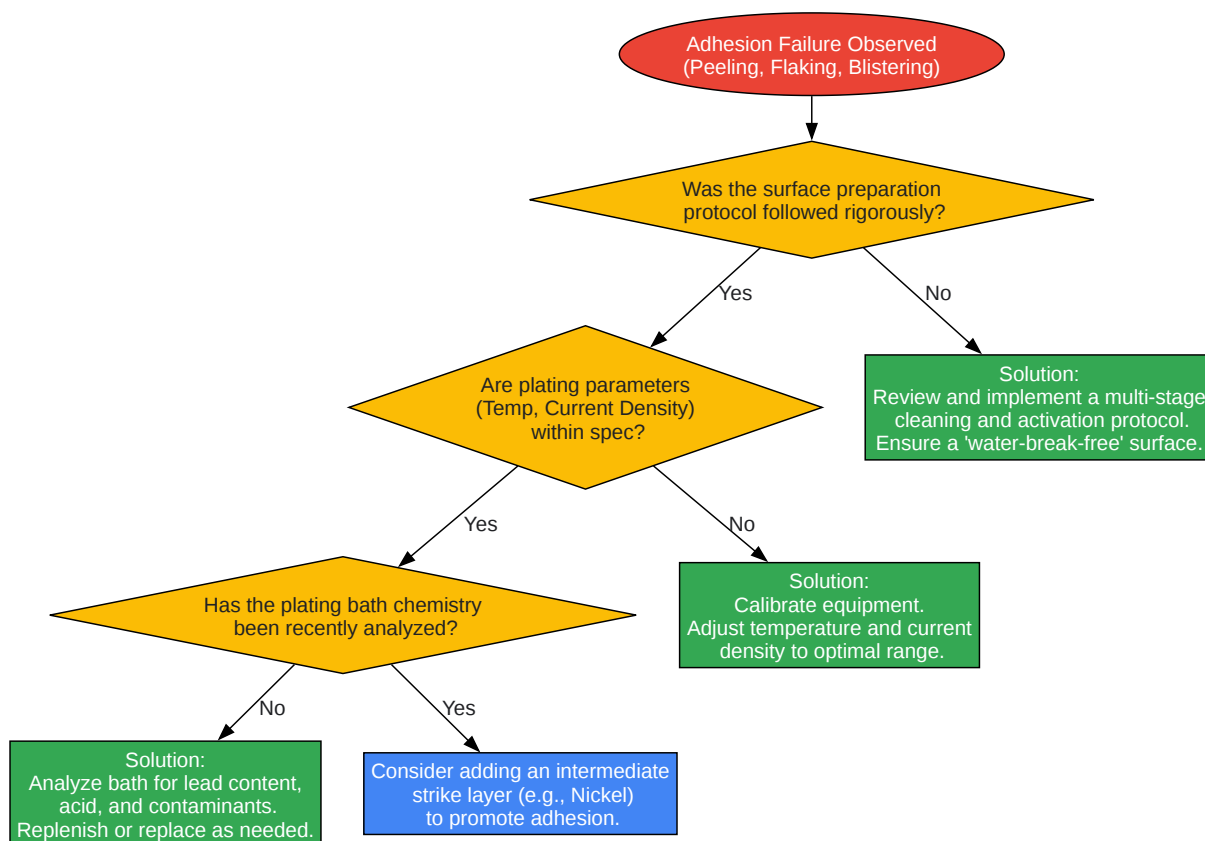 Adhesion Failure Observed
(Peeling, Flaking, Blistering)
Was the surface preparation
protocol followed rigorously?
Yes
No
Are plating parameters
(Temp, Current Density)
within spec?
Solution:
Review and implement a multi-stage
cleaning and activation protocol.
Ensure a 'water-break-free' surface.
Yes
No
Has the plating bath chemistry
been recently analyzed?
Solution:
Calibrate equipment.
Adjust temperature and current
density to optimal range.
No
Yes
Solution:
Analyze bath for lead content,
acid, and contaminants.
Replenish or replace as needed.
Consider adding an intermediate
strike layer (e.g., Nickel)
to promote adhesion.